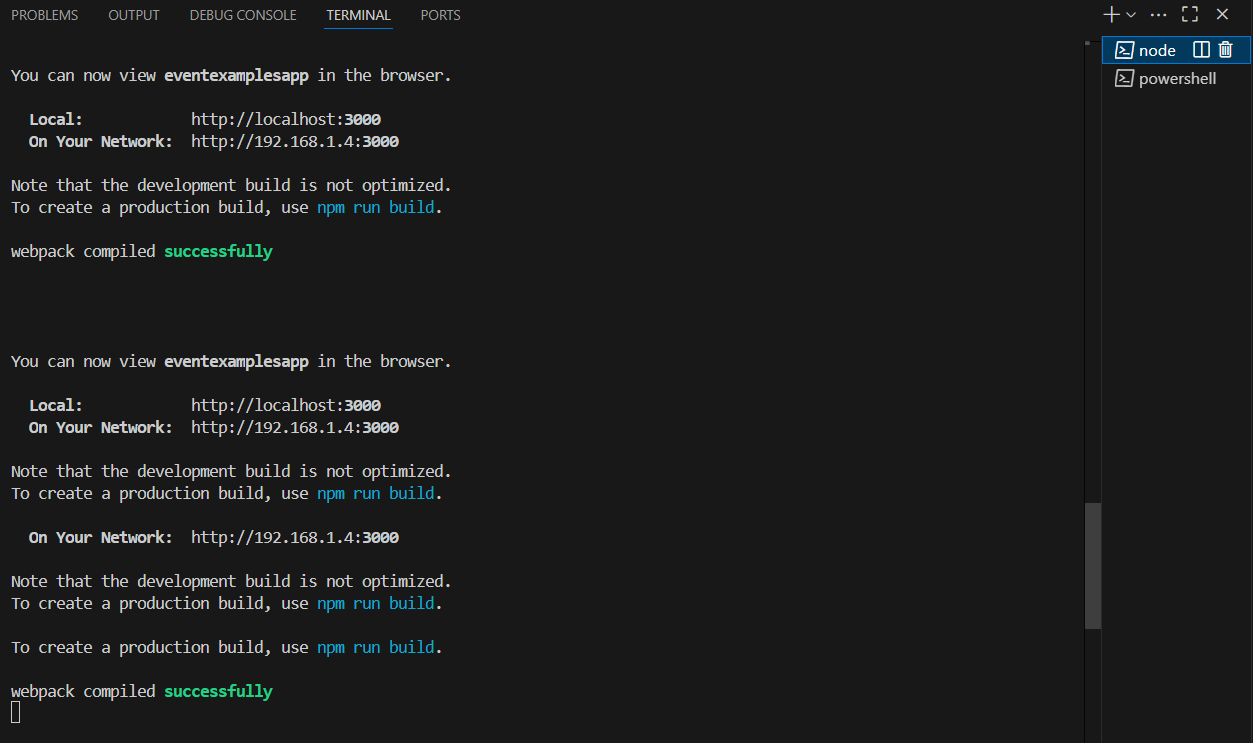 PROBLEMS OUTPUT DEBUG CONSOLE TERMINAL PORTS
node
powershell
You can now view eventexamplesapp in the browser.
Local: http://localhost:3000
On Your Network: http://192.168.1.4:3000
Note that the development build is not optimized.
To create a production build, use npm run build.
webpack compiled successfully
You can now view eventexamplesapp in the browser.
Local: http://localhost:3000
On Your Network: http://192.168.1.4:3000
Note that the development build is not optimized.
To create a production build, use npm run build.
On Your Network: http://192.168.1.4:3000
Note that the development build is not optimized.
To create a production build, use npm run build.
To create a production build, use npm run build.
webpack compiled successfully